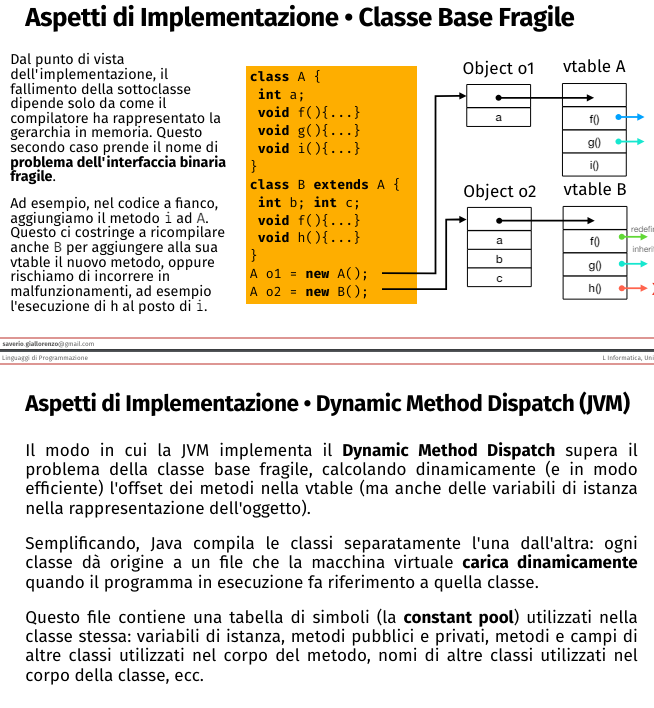 Aspetti di Implementazione • Classe Base Fragile
Dal punto di vista
dell'implementazione, il
fallimento della sottoclasse
dipende solo da come il
compilatore ha rappresentato la
gerarchia in memoria. Questo
secondo caso prende il nome di
problema dell'interfaccia binaria
fragile.
Ad esempio, nel codice a fianco,
aggiungiamo il metodo i ad A.
Questo ci costringe a ricompilare
anche B per aggiungere alla sua
vtable il nuovo metodo, oppure
rischiamo di incorrere in
malfunzionamenti, ad esempio
l'esecuzione di h al posto di i.
class A {
int a;
void f(){...}
void g(){...}
void i(){...}
}
class B extends A {
int b; int c;
void f(){...}
void h(){...}
}
A o1 = new A();
A o2 = new B();
Object o1
a
vtable A
f()
g()
i()
Object o2
a
b
c
vtable B
f()
g()
h()
saverio.giallorenzo@gmail.com
Linguaggi di Programmazione
L Informatica,
Aspetti di Implementazione • Dynamic Method Dispatch (JVM)
Il modo in cui la JVM implementa il Dynamic Method Dispatch supera il
problema della classe base fragile, calcolando dinamicamente (e in modo
efficiente) l'offset dei metodi nella vtable (ma anche delle variabili di istanza
nella rappresentazione dell'oggetto).
Semplificando, Java compila le classi separatamente l'una dall'altra: ogni
classe dà origine a un file che la macchina virtuale carica dinamicamente
quando il programma in esecuzione fa riferimento a quella classe.
Questo file contiene una tabella di simboli (la constant pool) utilizzati nella
classe stessa: variabili di istanza, metodi pubblici e privati, metodi e campi di
altre classi utilizzati nel corpo del metodo, nomi di altre classi utilizzati nel
corpo della classe, ecc.